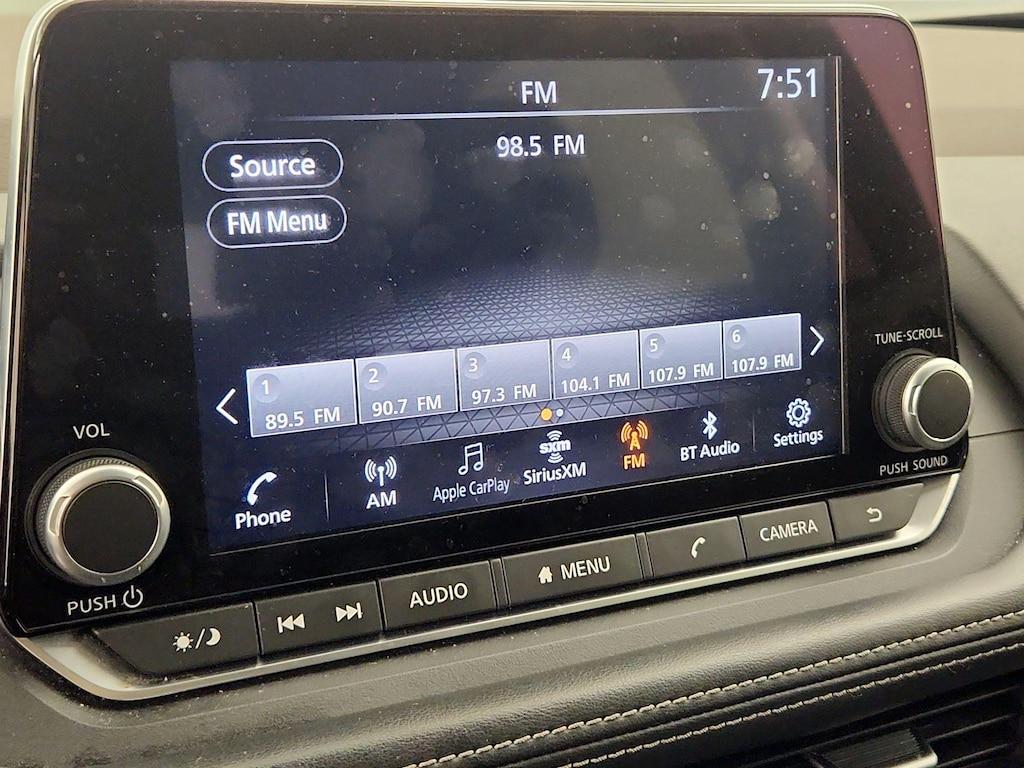 FM
7:51
98.5 FM
Source
FM Menu
1
89.5 FM
2
90.7 FM
3
97.3 FM
4
104.1 FM
5
107.9 FM
6
107.9 FM
TUNE·SCROLL
PUSH SOUND
VOL
PUSH
Phone
AM
Apple CarPlay
sxm
SiriusXM
FM
BT Audio
Settings
AUDIO
MENU
CAMERA